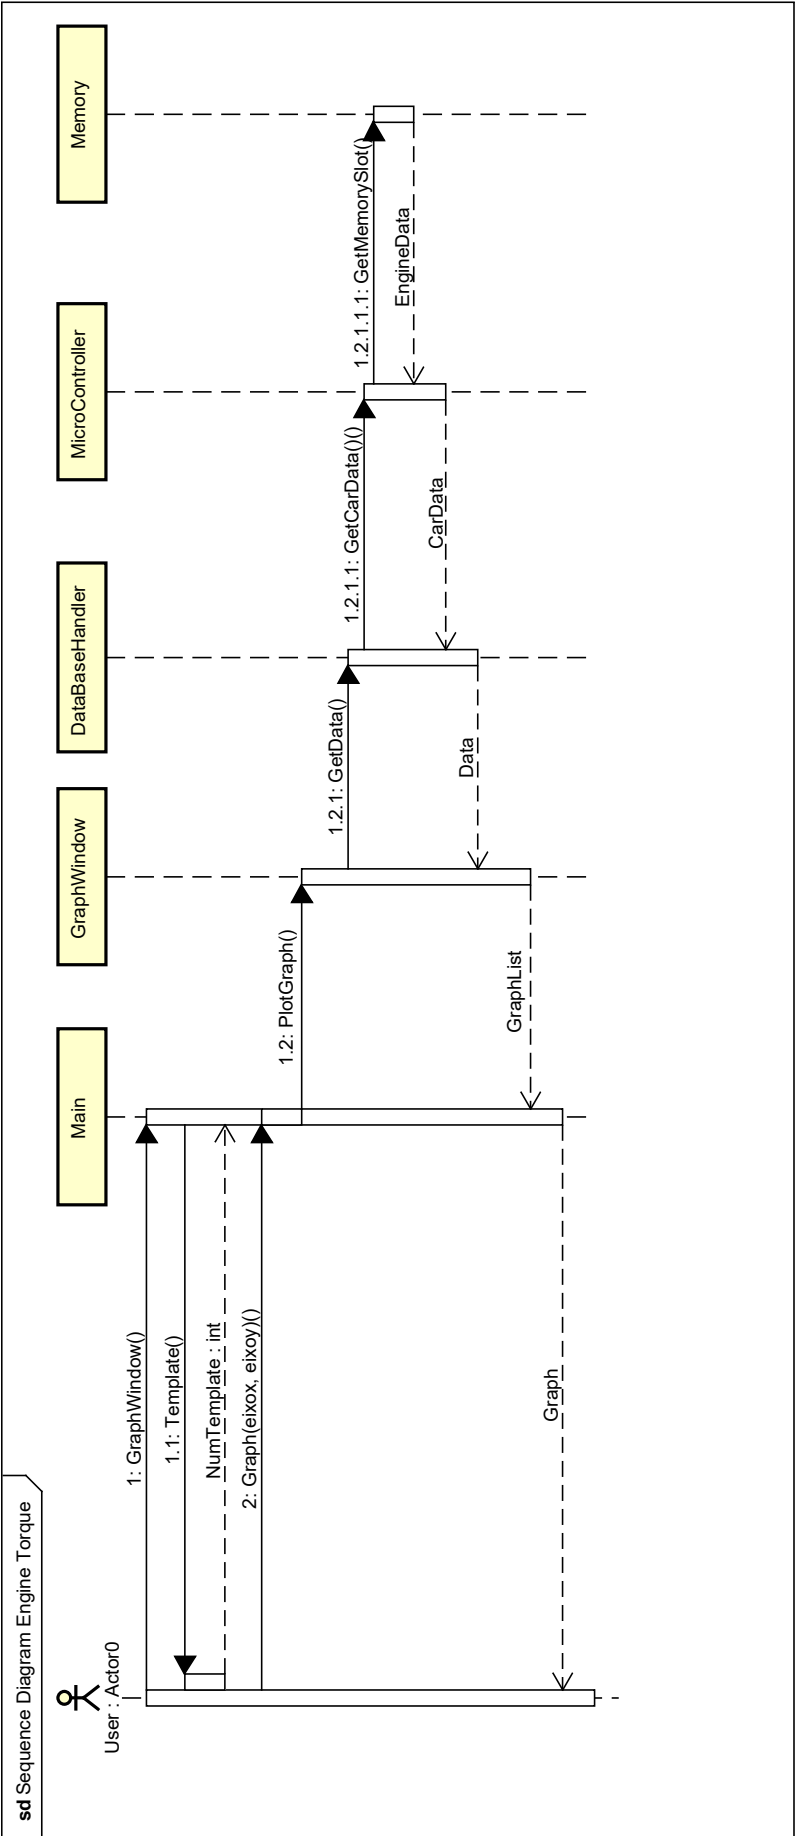 sd Sequence Diagram Engine Torque
User : Actor0
Main
GraphWindow
DataBaseHandler
MicroController
Memory
1: GraphWindow()
1.1: Template()
NumTemplate : int
2: Graph(eixox, eixoy)()
1.2: PlotGraph()
1.2.1: GetData()
1.2.1.1: GetCarData()()
1.2.1.1.1: GetMemorySlot()
EngineData
CarData
Data
GraphList
Graph